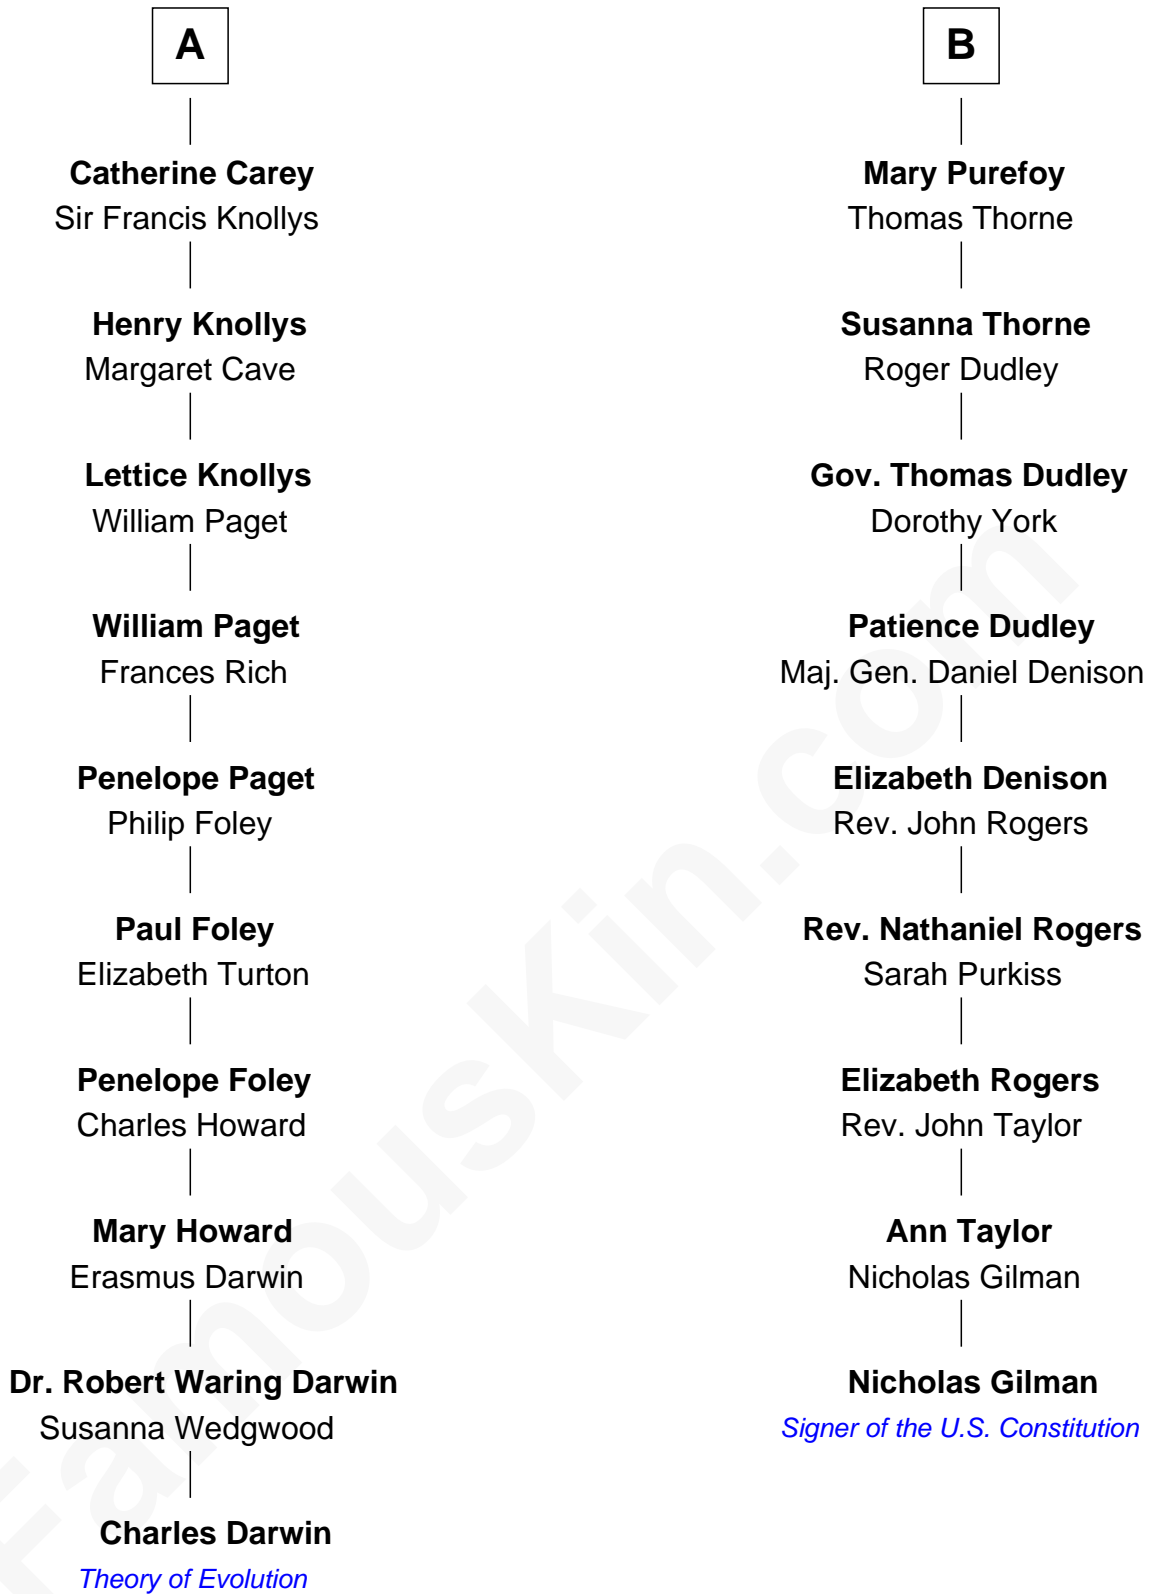 A
Catherine Carey
Sir Francis Knollys
Henry Knollys
Margaret Cave
Lettice Knollys
William Paget
William Paget
Frances Rich
Penelope Paget
Philip Foley
Paul Foley
Elizabeth Turton
Penelope Foley
Charles Howard
Mary Howard
Erasmus Darwin
Dr. Robert Waring Darwin
Susanna Wedgwood
Charles Darwin
Theory of Evolution
B
Mary Purefoy
Thomas Thorne
Susanna Thorne
Roger Dudley
Gov. Thomas Dudley
Dorothy York
Patience Dudley
Maj. Gen. Daniel Denison
Elizabeth Denison
Rev. John Rogers
Rev. Nathaniel Rogers
Sarah Purkiss
Elizabeth Rogers
Rev. John Taylor
Ann Taylor
Nicholas Gilman
Nicholas Gilman
Signer of the U.S. Constitution
FamousKin.com